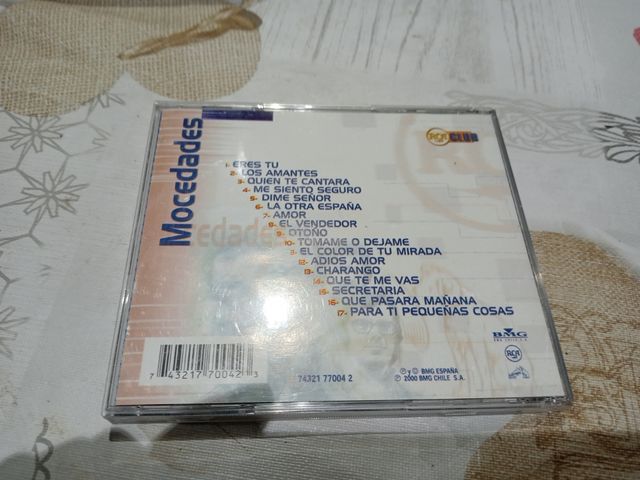 Mocedades
RCA CLUB
1- ERES TU
2- LOS AMANTES
3- QUIEN TE CANTARA
4- ME SIENTO SEGURO
5- DIME SEÑOR
6- LA OTRA ESPAÑA
7- AMOR
8- EL VENDEDOR
9- OTOÑO
10- TOMAME O DEJAME
11- EL COLOR DE TU MIRADA
12- ADIOS AMOR
13- CHARANGO
14- QUE TE ME VAS
15- SECRETARIA
16- QUE PASARA MAÑANA
17- PARA TI PEQUEÑAS COSAS
edades
7 43217 70042 3
74321 77004 2
BMG
BMG CHILE S.A.
RCA
℗ y © BMG ESPAÑA
℗ 2000 BMG CHILE S.A.